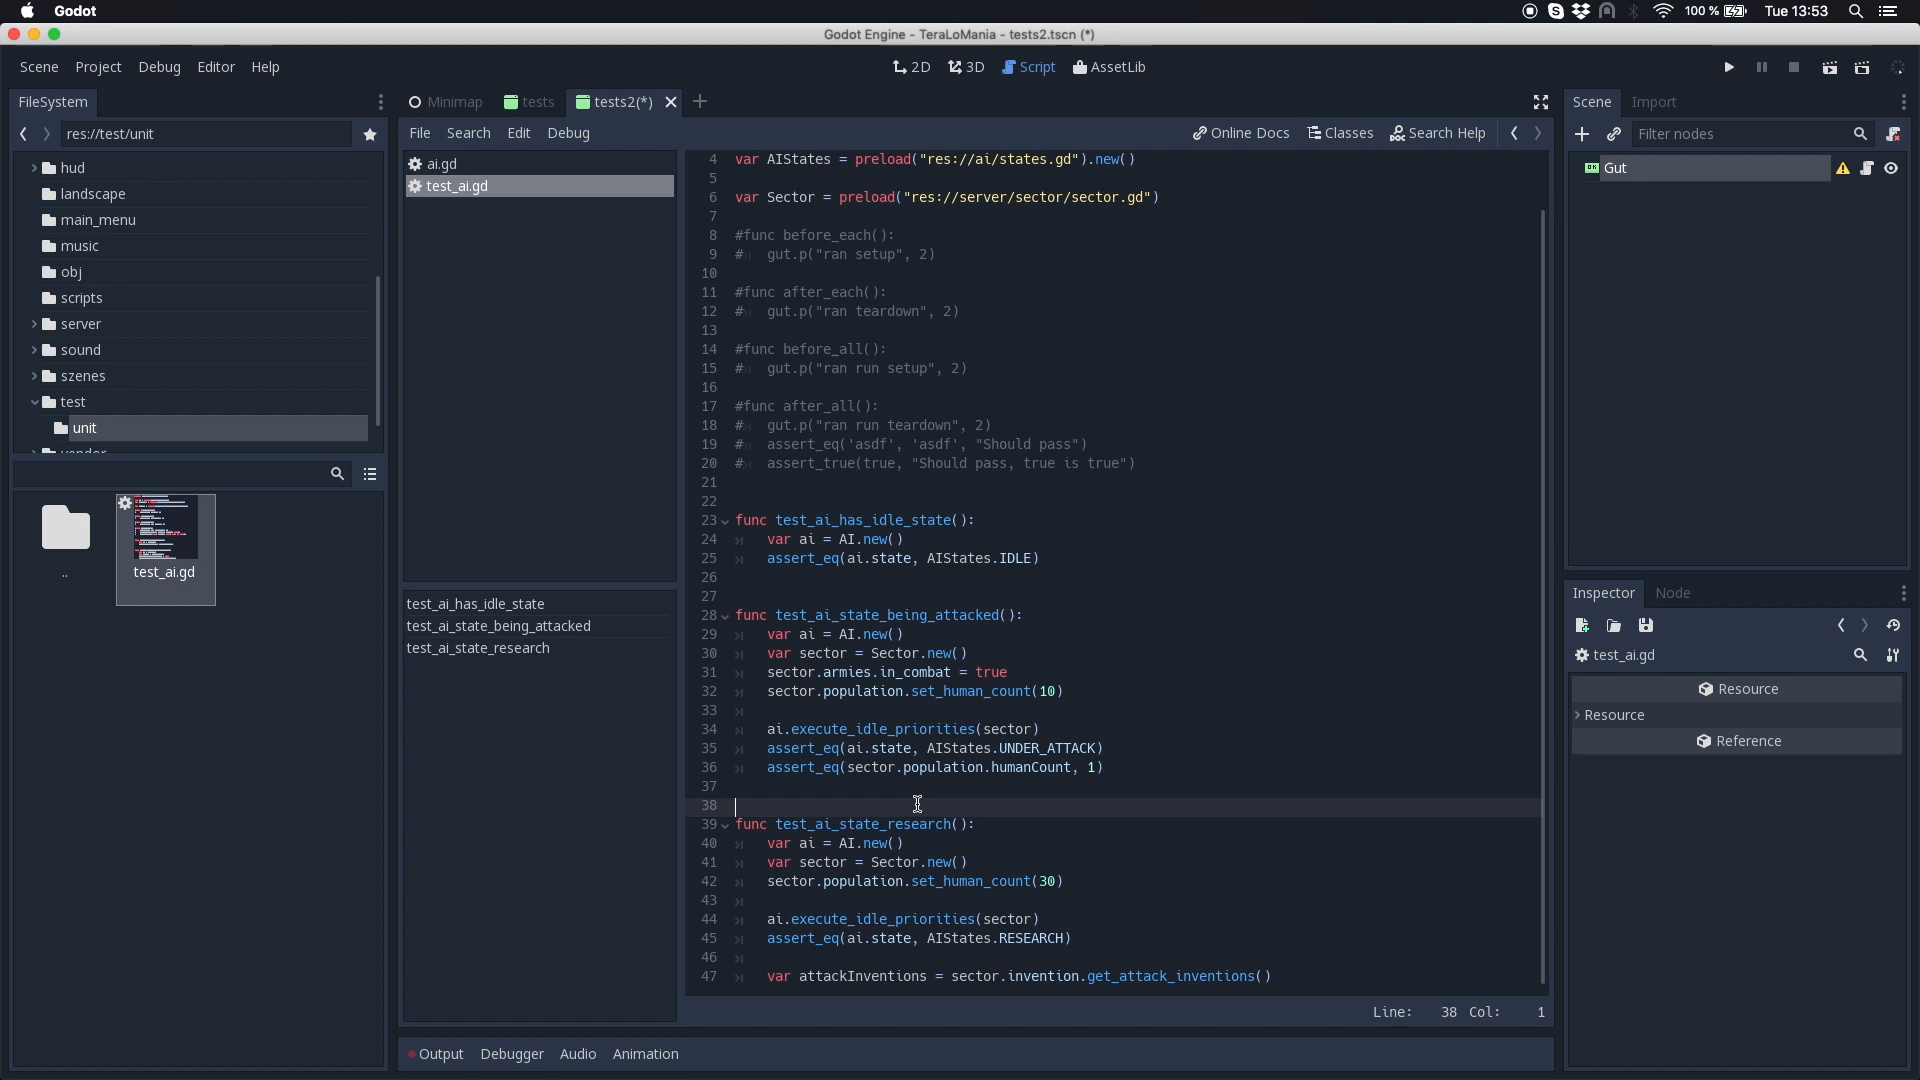 Godot
100 %
Tue 13:53
Godot Engine - TeraLoMania - tests2.tscn (*)
Scene Project Debug Editor Help
2D 3D Script AssetLib
FileSystem
res://test/unit
hud
landscape
main_menu
music
obj
scripts
server
sound
szenes
test
unit
vendor
..
test_ai.gd
Minimap tests tests2(*)
File Search Edit Debug
Online Docs Classes Search Help
ai.gd
test_ai.gd
test_ai_has_idle_state
test_ai_state_being_attacked
test_ai_state_research
4 var AIStates = preload("res://ai/states.gd").new()
5
6 var Sector = preload("res://server/sector/sector.gd")
7
8 #func before_each():
9 # gut.p("ran setup", 2)
10
11 #func after_each():
12 # gut.p("ran teardown", 2)
13
14 #func before_all():
15 # gut.p("ran run setup", 2)
16
17 #func after_all():
18 # gut.p("ran run teardown", 2)
19 # assert_eq('asdf', 'asdf', "Should pass")
20 # assert_true(true, "Should pass, true is true")
21
22
23 func test_ai_has_idle_state():
24 var ai = AI.new()
25 assert_eq(ai.state, AIStates.IDLE)
26
27
28 func test_ai_state_being_attacked():
29 var ai = AI.new()
30 var sector = Sector.new()
31 sector.armies.in_combat = true
32 sector.population.set_human_count(10)
33
34 ai.execute_idle_priorities(sector)
35 assert_eq(ai.state, AIStates.UNDER_ATTACK)
36 assert_eq(sector.population.humanCount, 1)
37
38
39 func test_ai_state_research():
40 var ai = AI.new()
41 var sector = Sector.new()
42 sector.population.set_human_count(30)
43
44 ai.execute_idle_priorities(sector)
45 assert_eq(ai.state, AIStates.RESEARCH)
46
47 var attackInventions = sector.invention.get_attack_inventions()
Line: 38 Col: 1
Output Debugger Audio Animation
Scene Import
Filter nodes
Gut
Inspector Node
test_ai.gd
Resource
Resource
Reference